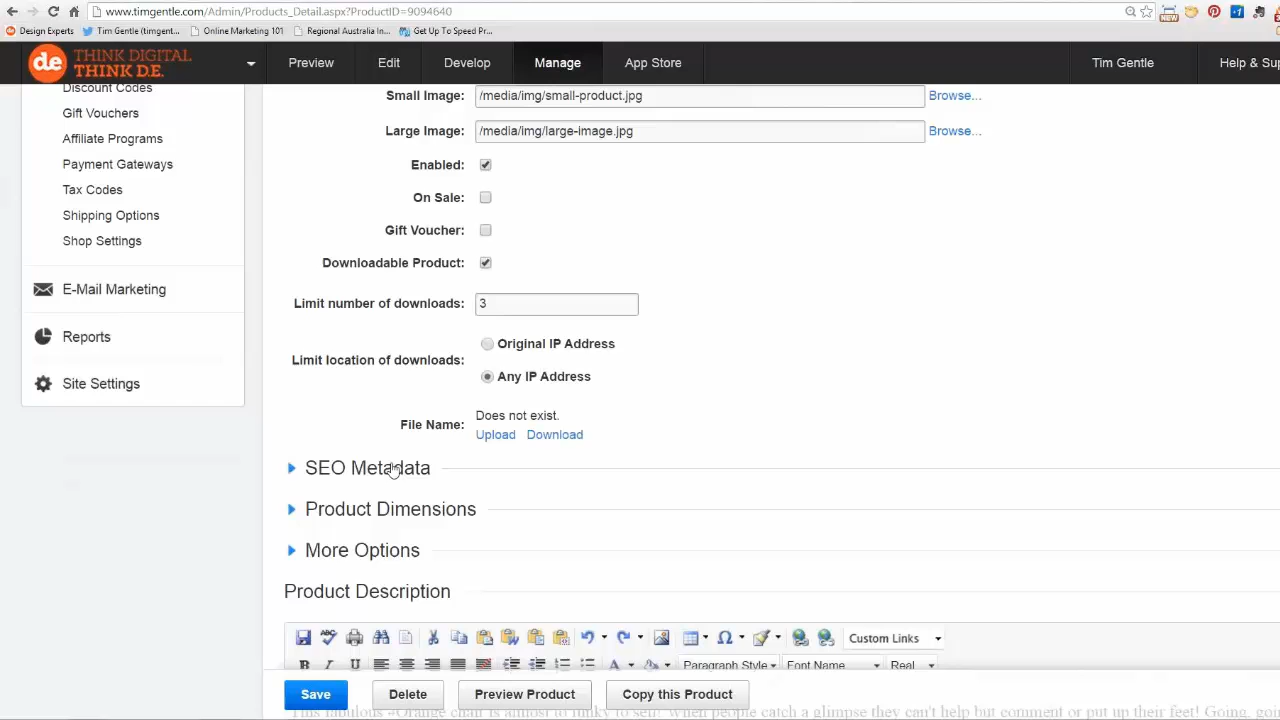 www.timgentle.com/Admin/Products_Detail.aspx?ProductID=9094640
Design Experts Tim Gentle (timgent... Online Marketing 101 Regional Australia In... Get Up To Speed Pr...
d.e THINK DIGITAL
THINK D.E.
Preview Edit Develop Manage App Store Tim Gentle Help & Sup
Discount Codes
Gift Vouchers
Affiliate Programs
Payment Gateways
Tax Codes
Shipping Options
Shop Settings
E-Mail Marketing
Reports
Site Settings
Small Image: /media/img/small-product.jpg Browse...
Large Image: /media/img/large-image.jpg Browse...
Enabled:
On Sale:
Gift Voucher:
Downloadable Product:
Limit number of downloads: 3
Limit location of downloads: Original IP Address
Any IP Address
File Name: Does not exist.
Upload Download
SEO Metadata
Product Dimensions
More Options
Product Description
Custom Links
B I U Paragraph Style Font Name Real
Save Delete Preview Product Copy this Product